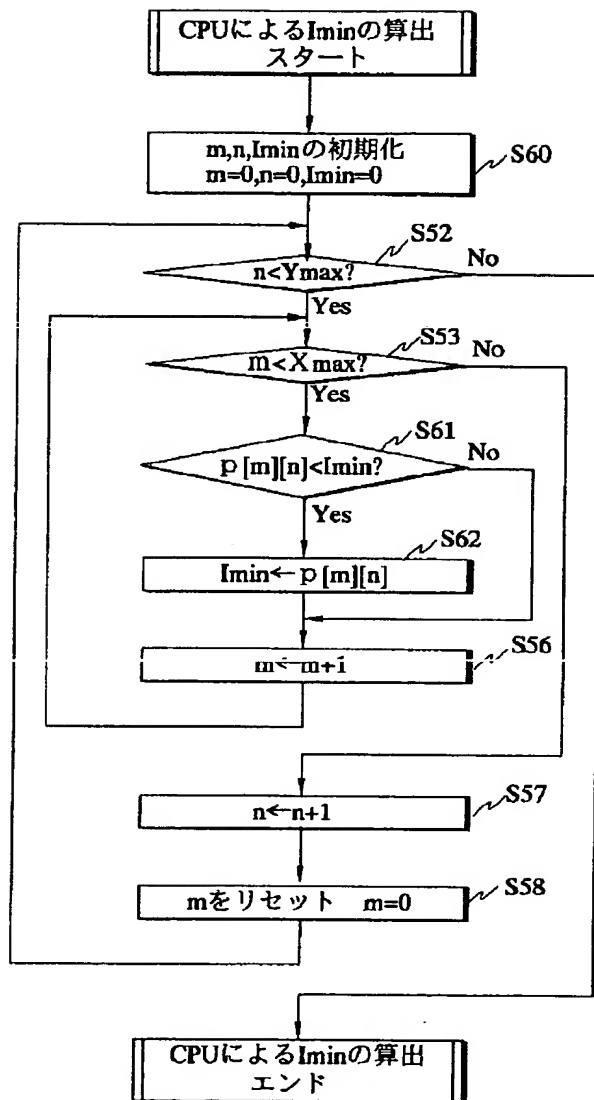 CPUによるIminの算出
スタート
m,n,Iminの初期化
m=0,n=0,Imin=0
S60
S52
n<Ymax?
No
Yes
S53
m<Xmax?
No
Yes
S61
p[m][n]<Imin?
No
Yes
S62
Imin←p[m][n]
S56
m←m+1
S57
n←n+1
S58
mをリセット m=0
CPUによるIminの算出
エンド